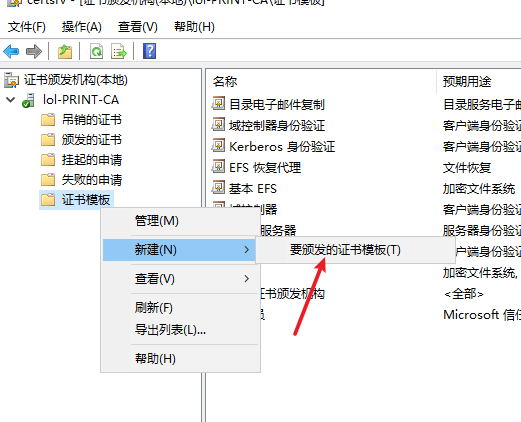 certsrv - [证书颁发机构(本地)\lol-PRINT-CA\证书模板]
文件(F) 操作(A) 查看(V) 帮助(H)
证书颁发机构(本地)
lol-PRINT-CA
吊销的证书
颁发的证书
挂起的申请
失败的申请
证书模板
名称 预期用途
目录电子邮件复制 目录服务电子邮
域控制器身份验证 客户端身份验证
Kerberos 身份验证 客户端身份验证
EFS 恢复代理 文件恢复
基本 EFS 加密文件系统
域控制器 客户端身份验证
服务器 服务器身份验
客户端身份验
加密文件系统,
证书颁发机构 <全部>
员 Microsoft 信任
管理(M)
新建(N)
要颁发的证书模板(T)
查看(V)
刷新(F)
导出列表(L)...
帮助(H)